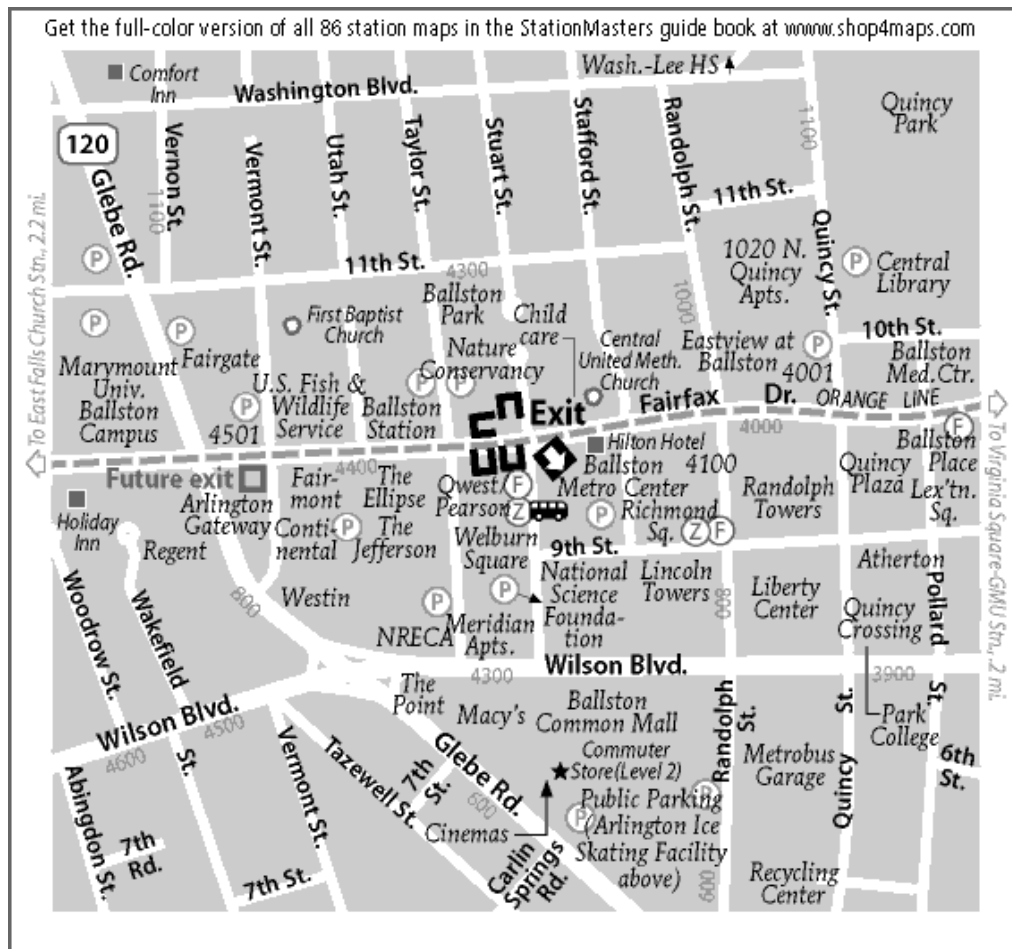 Get the full-color version of all 86 station maps in the StationMasters guide book at www.shop4maps.com
Wash.-Lee HS
Comfort
Inn
Washington Blvd.
Quincy
Park
120
Glebe Rd.
Vernon St.
1100
Vermont St.
Utah St.
Taylor St.
Stuart St.
Stafford St.
Randolph St.
1100
Quincy St.
11th St.
To East Falls Church Stn., 2.2 mi.
P
11th St.
4300
1020 N.
Quincy
Apts.
P
Central
Library
1000
P
P
Marymount
Univ.
Ballston
Campus
Fairgate
First Baptist
Church
Ballston
Park
Child
care
Nature
Conservancy
Central
United Meth.
Church
Eastview at
Ballston
4001
P
10th St.
Ballston
Med. Ctr.
P
4501
U.S. Fish &
Wildlife
Service
Ballston
Station
P
P
Exit
Fairfax
Dr.
ORANGE LINE
4000
F
To Virginia Square-GMU Stn., .2 mi.
Future exit
4400
Hilton Hotel
Ballston
Metro Center
4100
Quincy
Plaza
Ballston
Place
Lex'tn.
Sq.
Holiday
Inn
Arlington
Gateway
Regent
Fair-
mont
Conti-
nental
P
The
Ellipse
The
Jefferson
Qwest/
Pearson
F
Z
P
Richmond
Sq.
Z
F
Randolph
Towers
Welburn
Square
9th St.
Atherton
Westin
800
NRECA
P
P
Meridian
Apts.
National
Science
Founda-
tion
Lincoln
Towers
800
Liberty
Center
Quincy
Crossing
Pollard
St.
Woodrow St.
Wakefield
St.
4300
Wilson Blvd.
3900
Wilson Blvd.
4500
4600
The
Point
Macy's
Ballston
Common Mall
Commuter
Store(Level 2)
Randolph
St.
Metrobus
Garage
Quincy
St.
Park
College
6th
St.
Abingdon St.
7th
Rd.
Vermont St.
7th St.
Tazewell St.
7th
St.
Glebe Rd.
600
Cinemas
Carlin
Springs
Rd.
P
P
Public Parking
(Arlington Ice
Skating Facility
above)
600
Recycling
Center